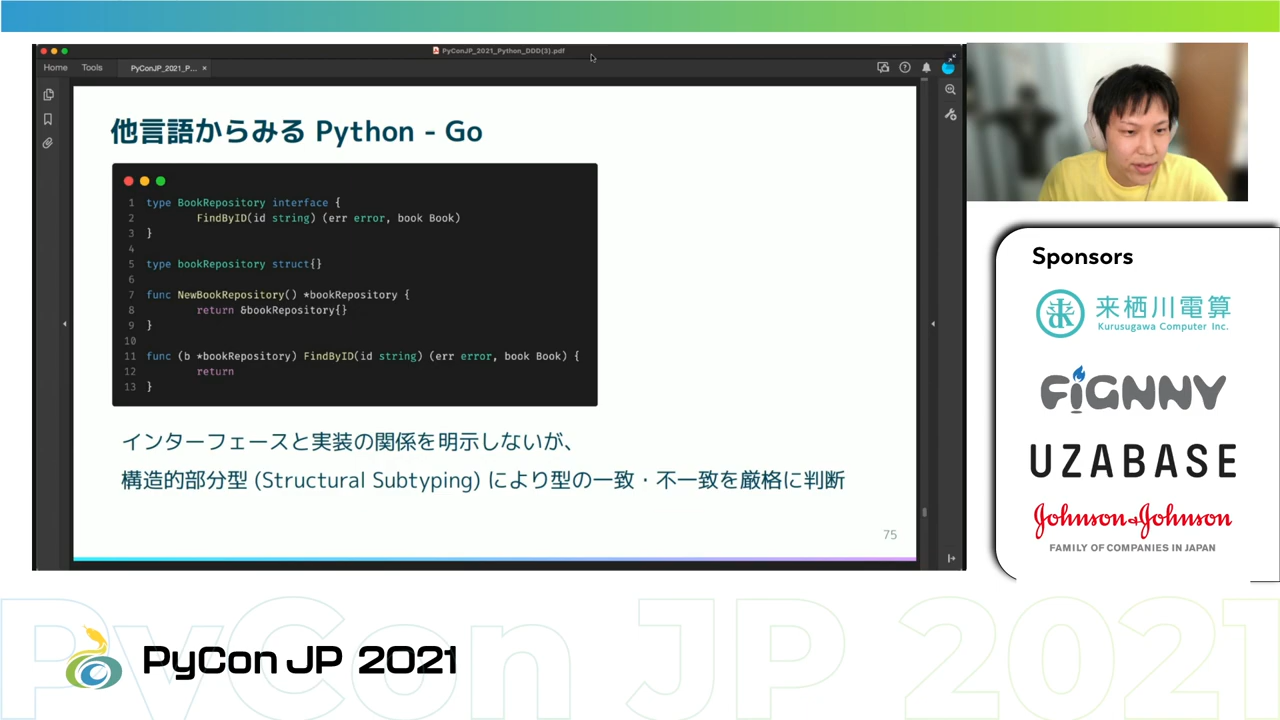 PyConJP_2021_Python_DDD(3).pdf
Home Tools PyConJP_2021_P... ×
他言語からみる Python - Go
1 type BookRepository interface {
2 FindByID(id string) (err error, book Book)
3 }
4
5 type bookRepository struct{}
6
7 func NewBookRepository() *bookRepository {
8 return &bookRepository{}
9 }
10
11 func (b *bookRepository) FindByID(id string) (err error, book Book) {
12 return
13 }
インターフェースと実装の関係を明示しないが、
構造的部分型 (Structural Subtyping) により型の一致・不一致を厳格に判断
75
Sponsors
来栖川電算
Kurusugawa Computer Inc.
FiGNNY
UZABASE
Johnson&Johnson
FAMILY OF COMPANIES IN JAPAN
PyCon JP 2021
PyCon JP 2021